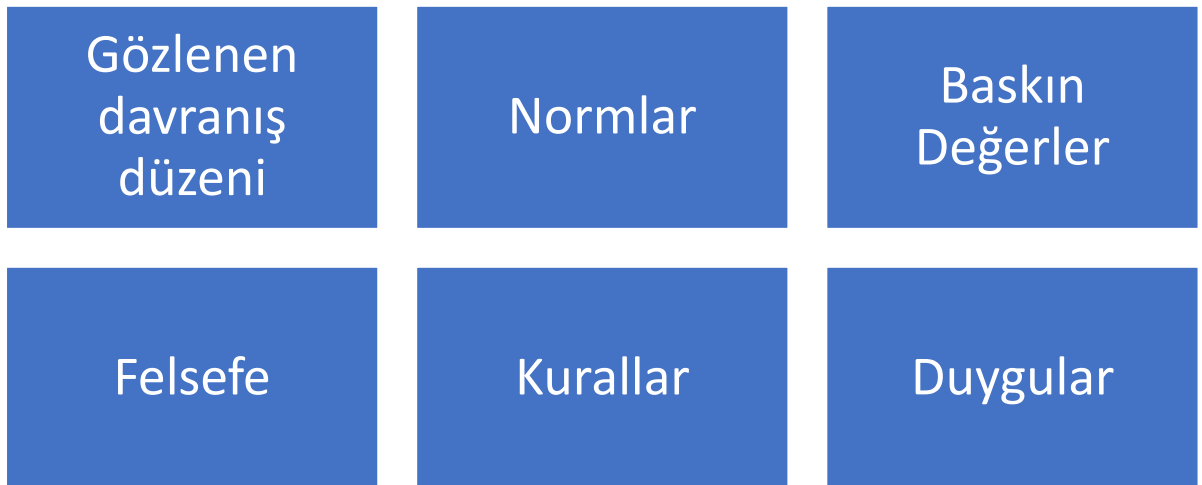 Gözlenen
davranış
düzeni
Normlar
Baskın
Değerler
Felsefe
Kurallar
Duygular